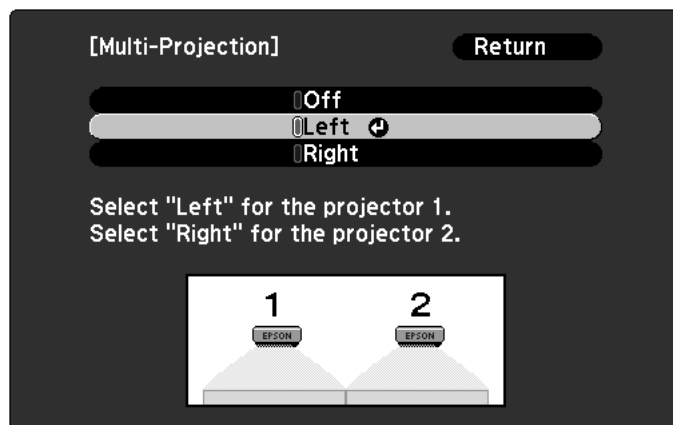 [Multi-Projection] Return
Off
Left
Right
Select "Left" for the projector 1.
Select "Right" for the projector 2.
1 2
EPSON EPSON